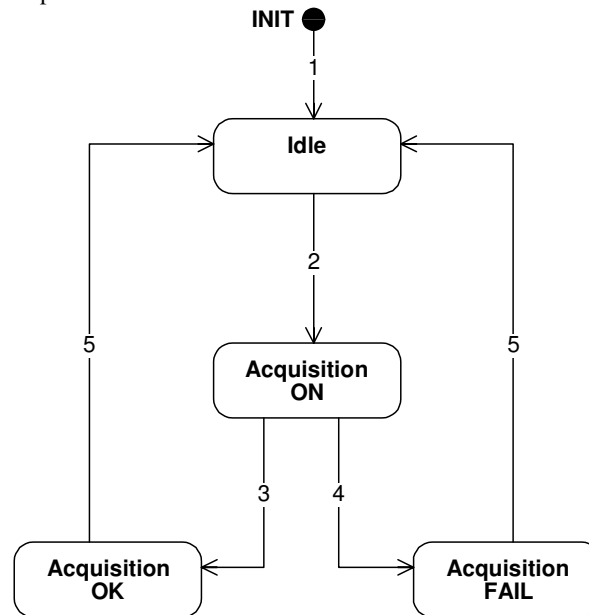 INIT
1
Idle
2
5
5
Acquisition
ON
3
4
Acquisition
OK
Acquisition
FAIL